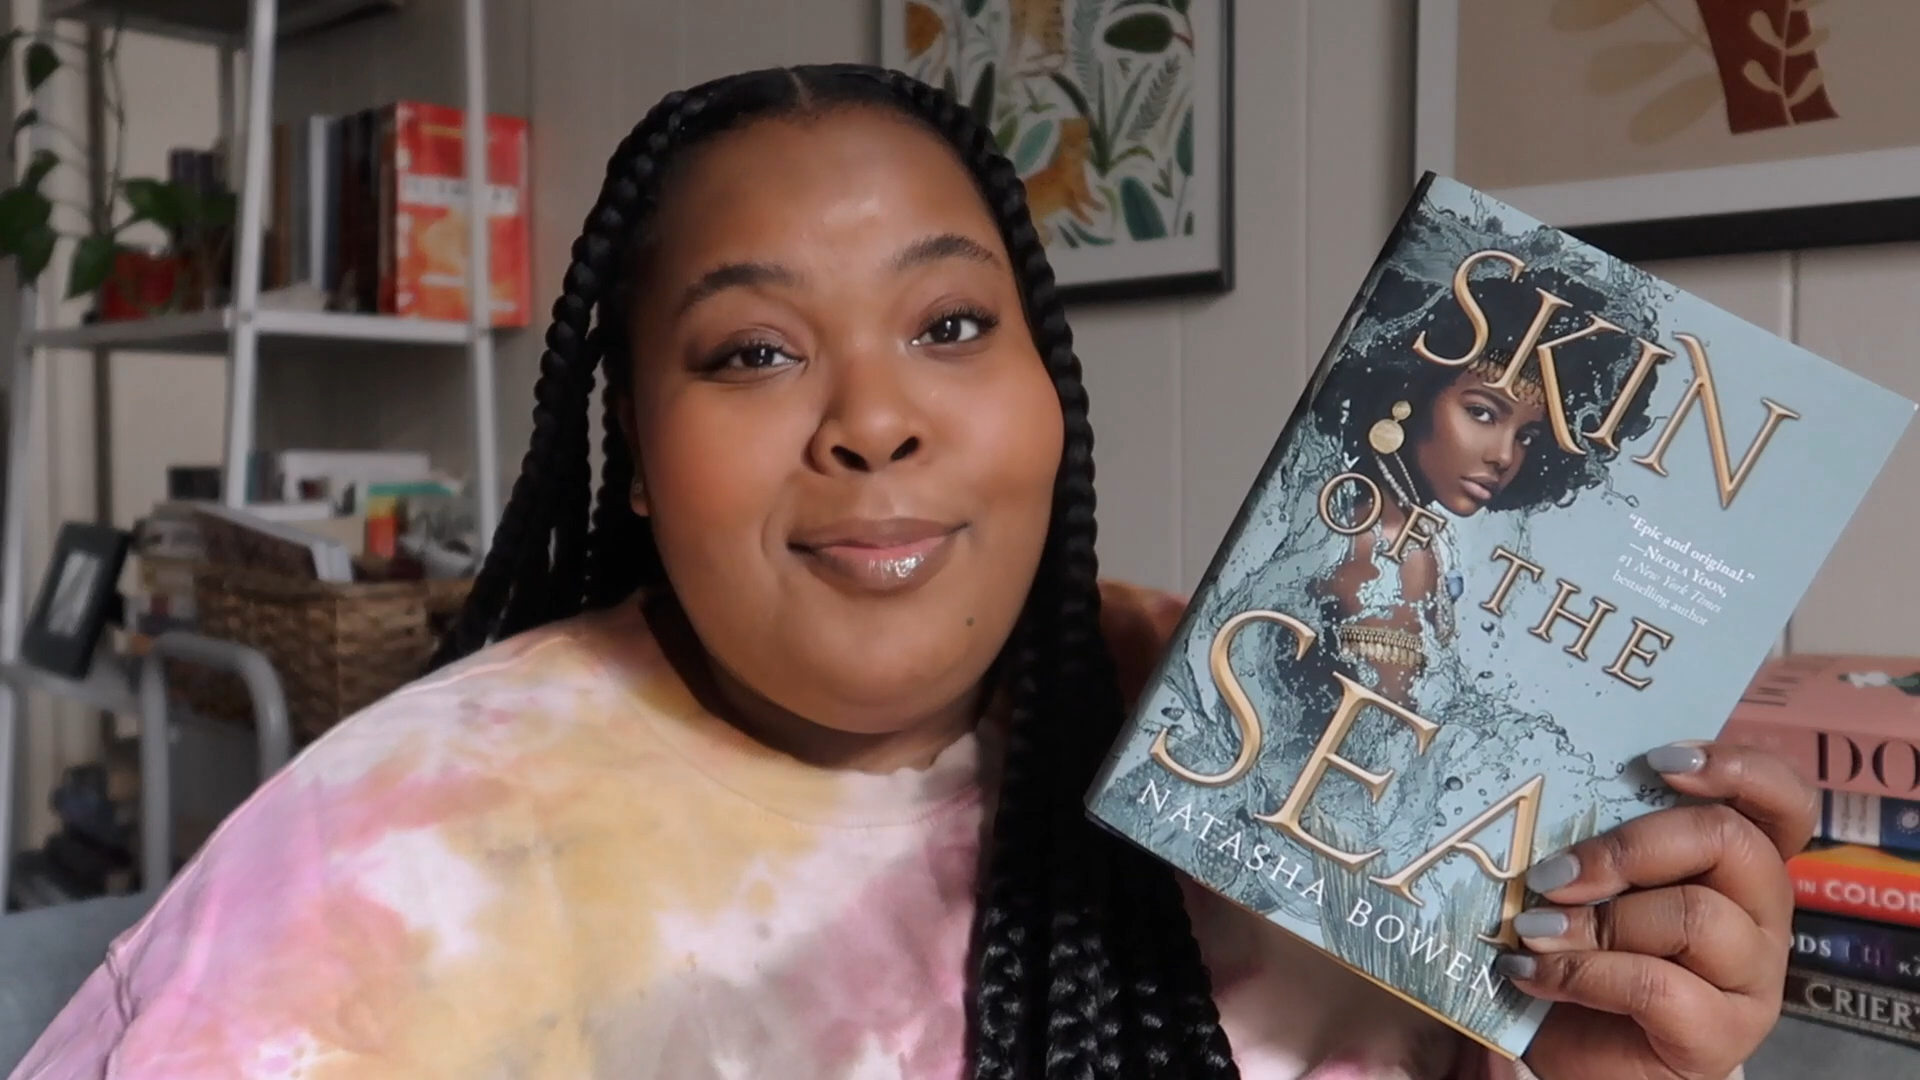 SKIN
OF THE
SEA
"Epic and original."
—NICOLA YOON,
#1 New York Times
bestselling author
NATASHA BOWEN
DO
IN COLOR
CRIER'